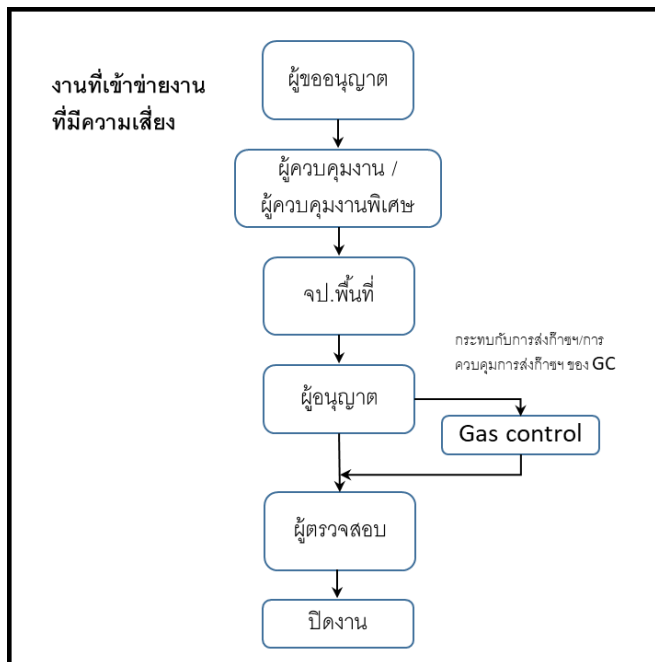 งานที่เข้าข่ายงาน
ที่มีความเสี่ยง
ผู้ขออนุญาต
ผู้ควบคุมงาน /
ผู้ควบคุมงานพิเศษ
จป.พื้นที่
กระทบกับการส่งก๊าซฯ/การ
ควบคุมการส่งก๊าซฯ ของ GC
ผู้อนุญาต
Gas control
ผู้ตรวจสอบ
ปิดงาน